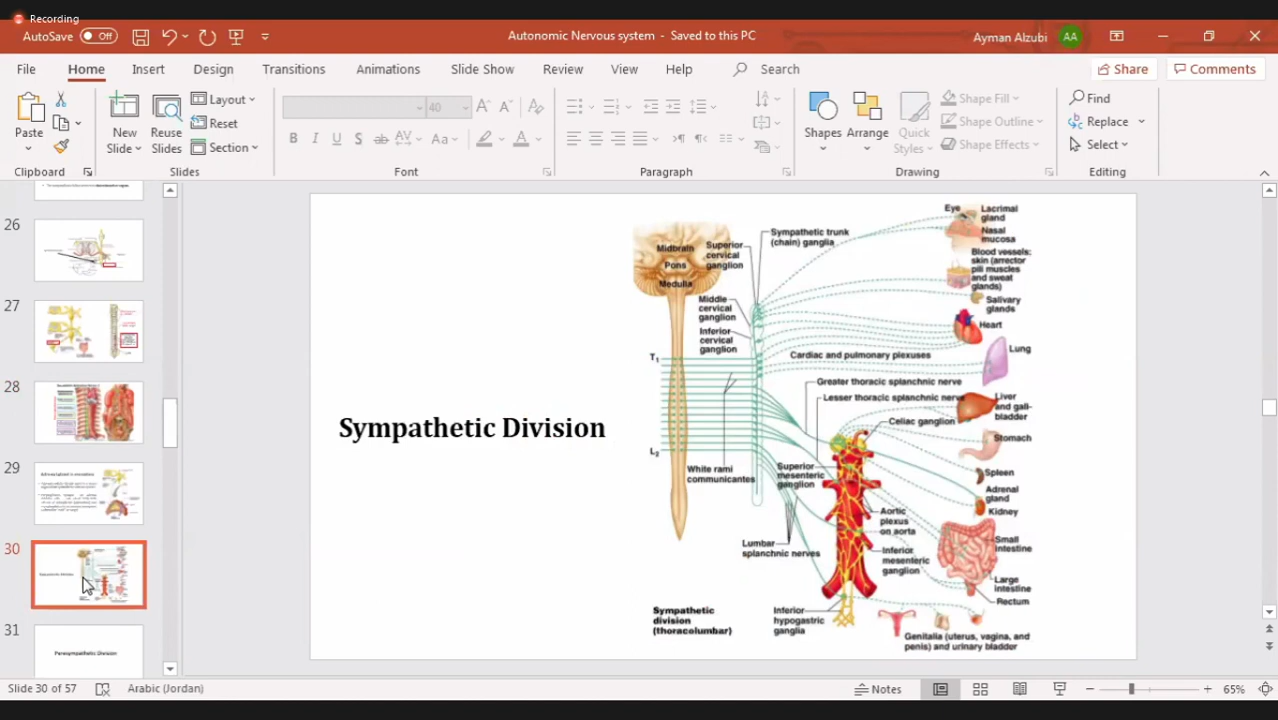 Recording
AutoSave Off
Autonomic Nervous system - Saved to this PC
Ayman Alzubi AA
File Home Insert Design Transitions Animations Slide Show Review View Help Search
Share Comments
Paste
New
Slide
Reuse
Slides
Layout
Reset
Section
40
Shapes
Arrange
Quick
Styles
Shape Fill
Shape Outline
Shape Effects
Find
Replace
Select
Clipboard Slides Font Paragraph Drawing Editing
26
27
28
29
30
31
Parasympathetic Division
Sympathetic Division
Midbrain
Pons
Medulla
Superior
cervical
ganglion
Sympathetic trunk
(chain) ganglia
Middle
cervical
ganglion
Inferior
cervical
ganglion
T1
L2
White rami
communicantes
Cardiac and pulmonary plexuses
Greater thoracic splanchnic nerve
Lesser thoracic splanchnic nerve
Celiac ganglion
Superior
mesenteric
ganglion
Lumbar
splanchnic nerves
Aortic
plexus
on aorta
Inferior
mesenteric
ganglion
Sympathetic
division
(thoracolumbar)
Inferior
hypogastric
ganglia
Eye
Lacrimal
gland
Nasal
mucosa
Blood vessels:
skin (arrector
pili muscles
and sweat
glands)
Salivary
glands
Heart
Lung
Liver
and gall-
bladder
Stomach
Spleen
Adrenal
gland
Kidney
Small
intestine
Large
intestine
Rectum
Genitalia (uterus, vagina, and
penis) and urinary bladder
Slide 30 of 57 Arabic (Jordan) Notes 65%